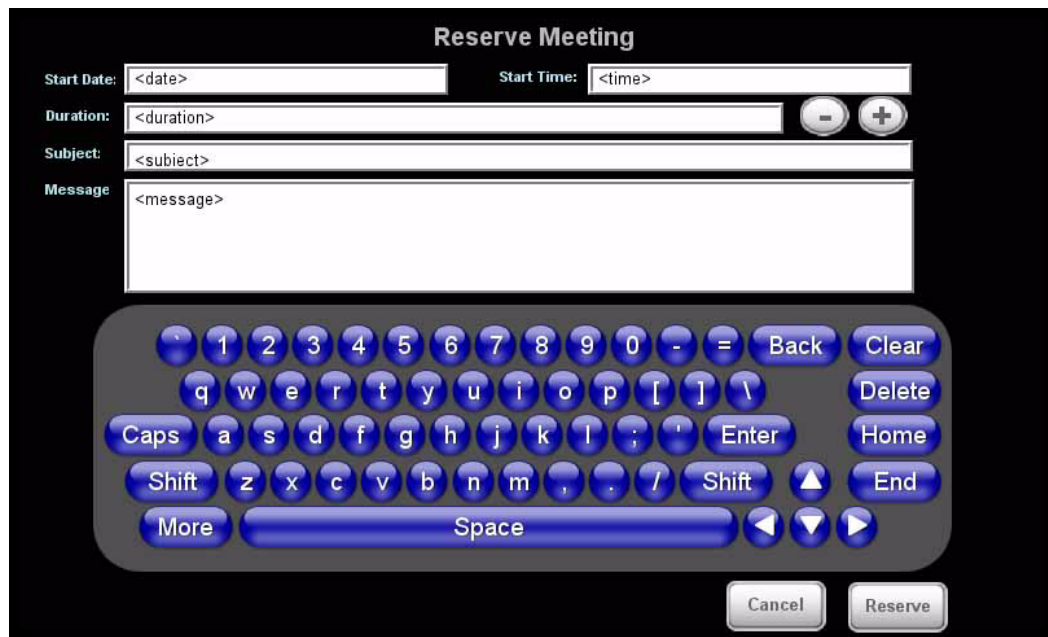 Reserve Meeting
Start Date: <date> Start Time: <time>
Duration: <duration> - +
Subject: <subiect>
Message <message>
` 1 2 3 4 5 6 7 8 9 0 - = Back Clear
q w e r t y u i o p [ ] \ Delete
Caps a s d f g h j k l ; ' Enter Home
Shift z x c v b n m , . / Shift End
More Space
Cancel Reserve